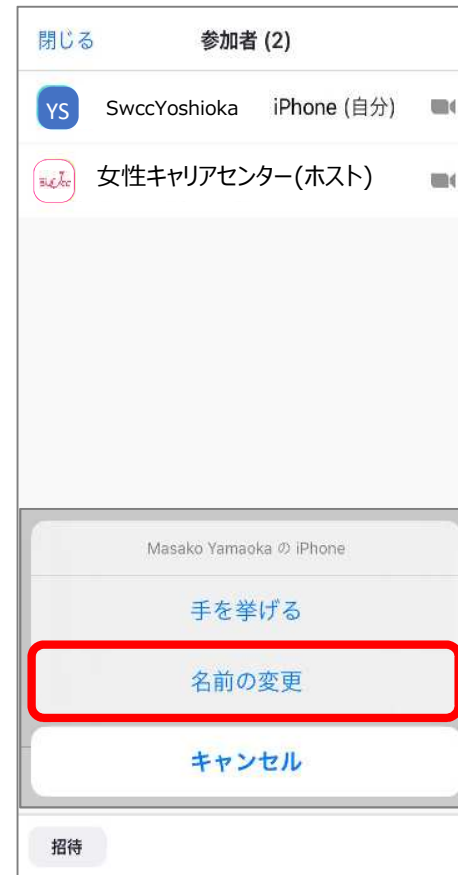 閉じる 参加者 (2)
YS SwccYoshioka iPhone (自分)
女性キャリアセンター(ホスト)
Masako Yamaoka の iPhone
手を挙げる
名前の変更
キャンセル
招待